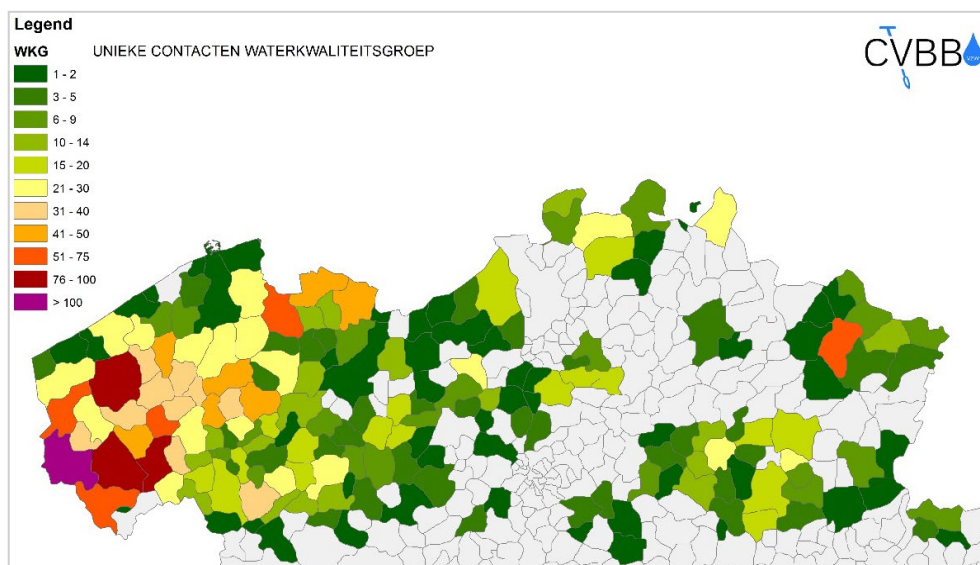 Legend
WKG UNIEKE CONTACTEN WATERKWALITEITSGROEP
1 - 2
3 - 5
6 - 9
10 - 14
15 - 20
21 - 30
31 - 40
41 - 50
51 - 75
76 - 100
> 100
CVBB
vzw